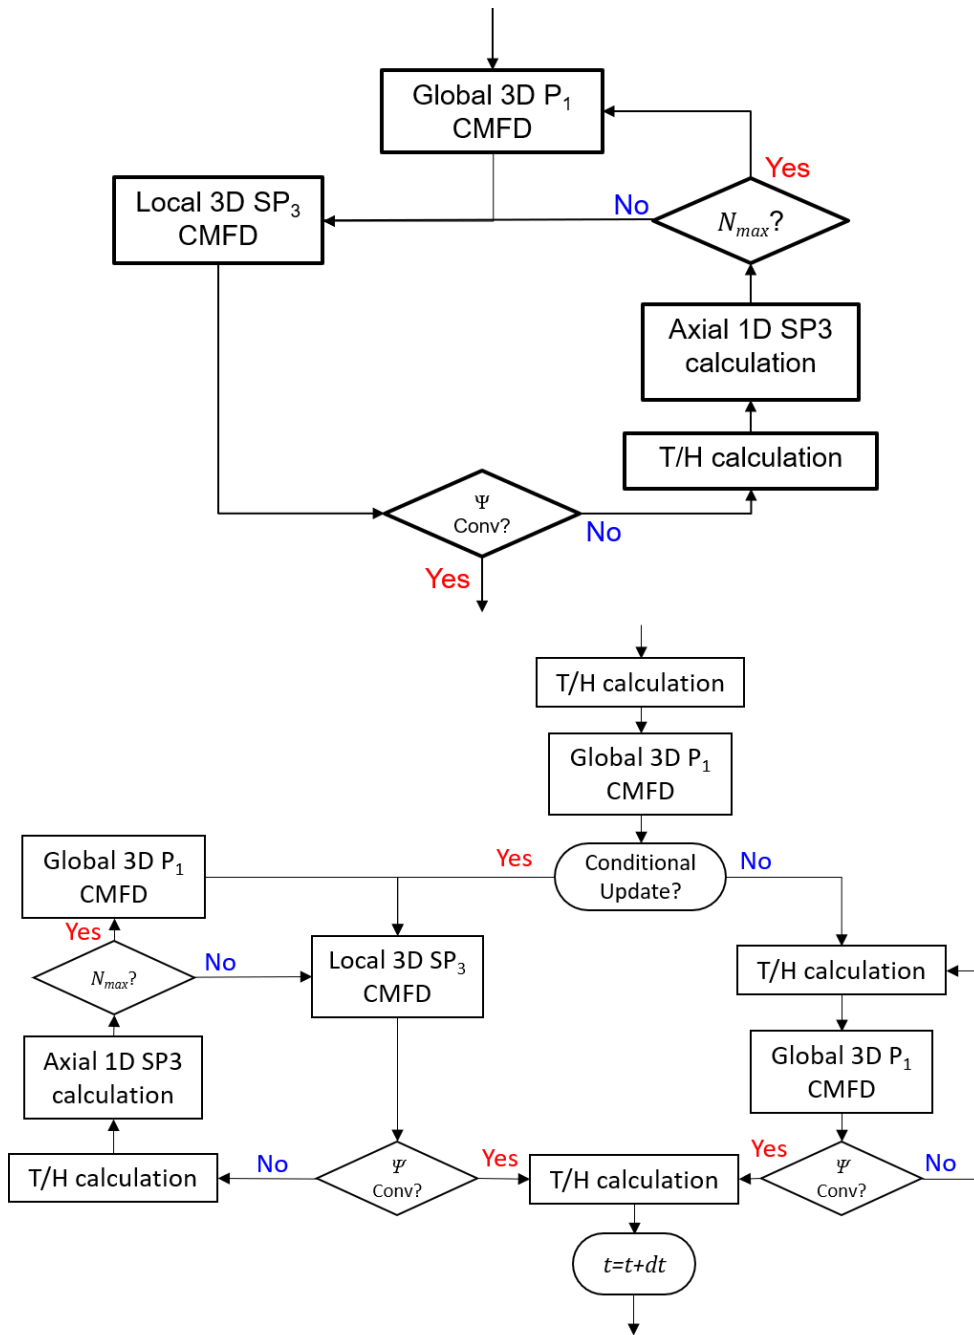 Global 3D P₁
CMFD
Yes
Local 3D SP₃
CMFD
No
N_max?
Axial 1D SP3
calculation
T/H calculation
Ψ
Conv?
No
Yes
T/H calculation
Global 3D P₁
CMFD
Conditional
Update?
Yes
No
Global 3D P₁
CMFD
Yes
N_max?
No
Local 3D SP₃
CMFD
T/H calculation
Axial 1D SP3
calculation
Global 3D P₁
CMFD
T/H calculation
No
Ψ
Conv?
Yes
T/H calculation
Yes
Ψ
Conv?
No
t=t+dt